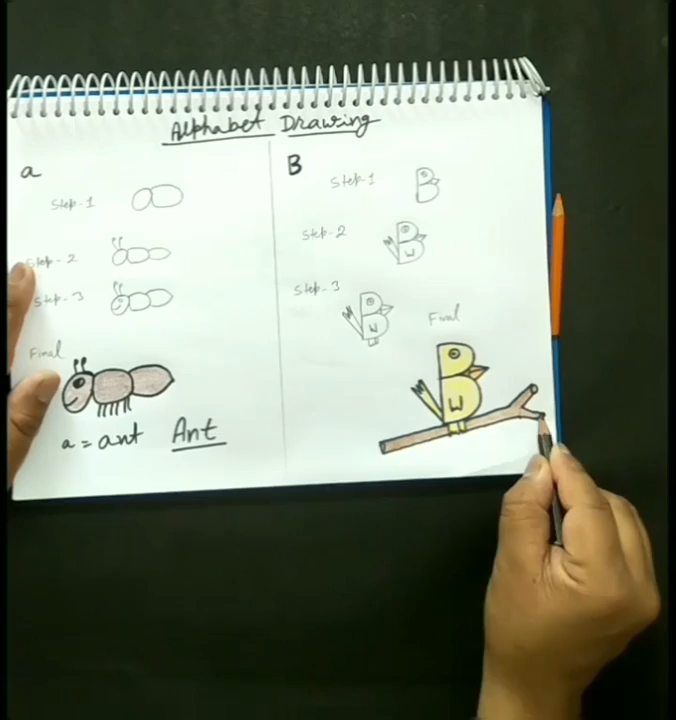 Alphabet Drawing
a
Step-1
Step-2
Step-3
Final
a = ant Ant
B
Step-1
Step-2
Step-3
Final